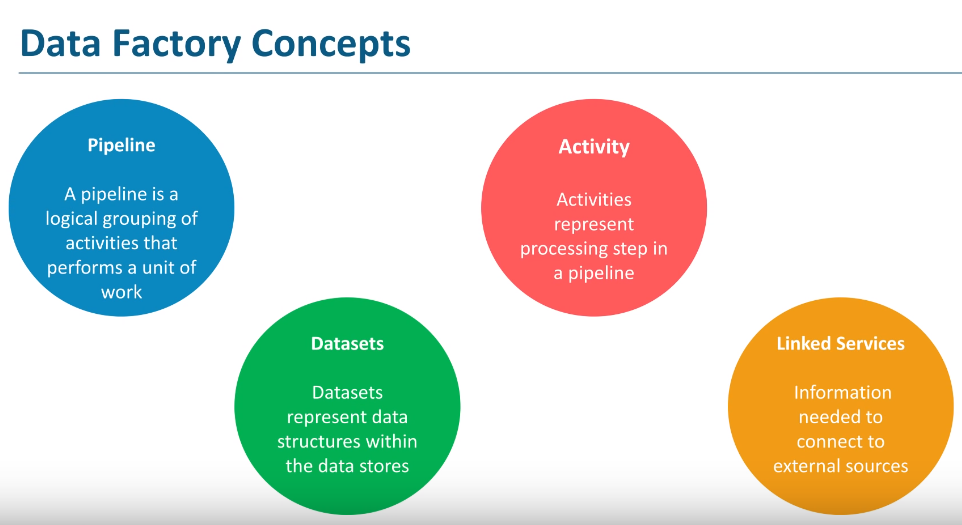 Data Factory Concepts
Pipeline
A pipeline is a
logical grouping of
activities that
performs a unit of
work
Datasets
Datasets
represent data
structures within
the data stores
Activity
Activities
represent
processing step in
a pipeline
Linked Services
Information
needed to
connect to
external sources